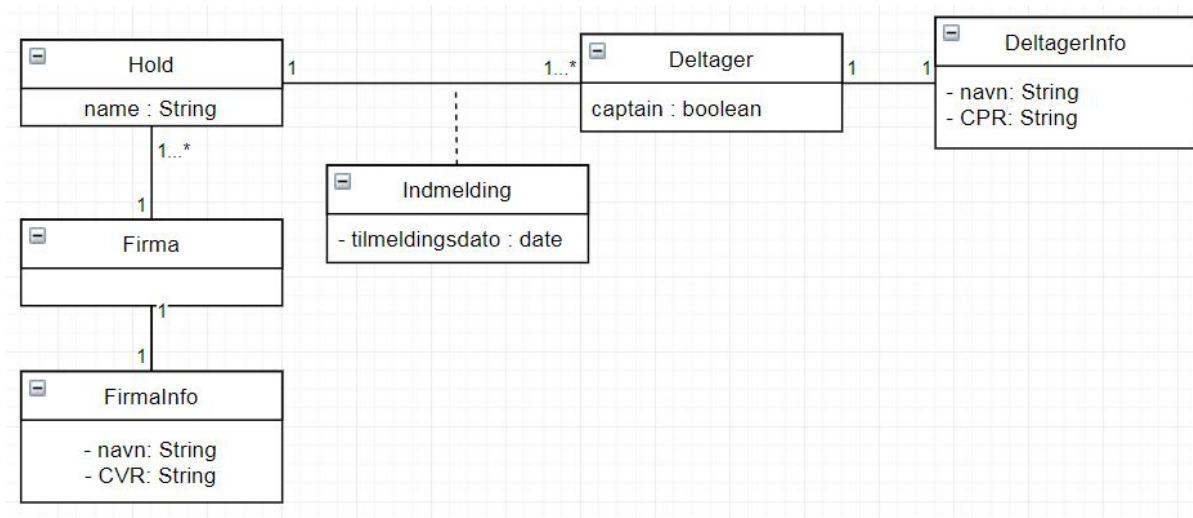 Hold
name : String
1
1...*
Deltager
captain : boolean
1
1
DeltagerInfo
- navn: String
- CPR: String
1...*
1
Indmelding
- tilmeldingsdato : date
Firma
1
1
FirmaInfo
- navn: String
- CVR: String